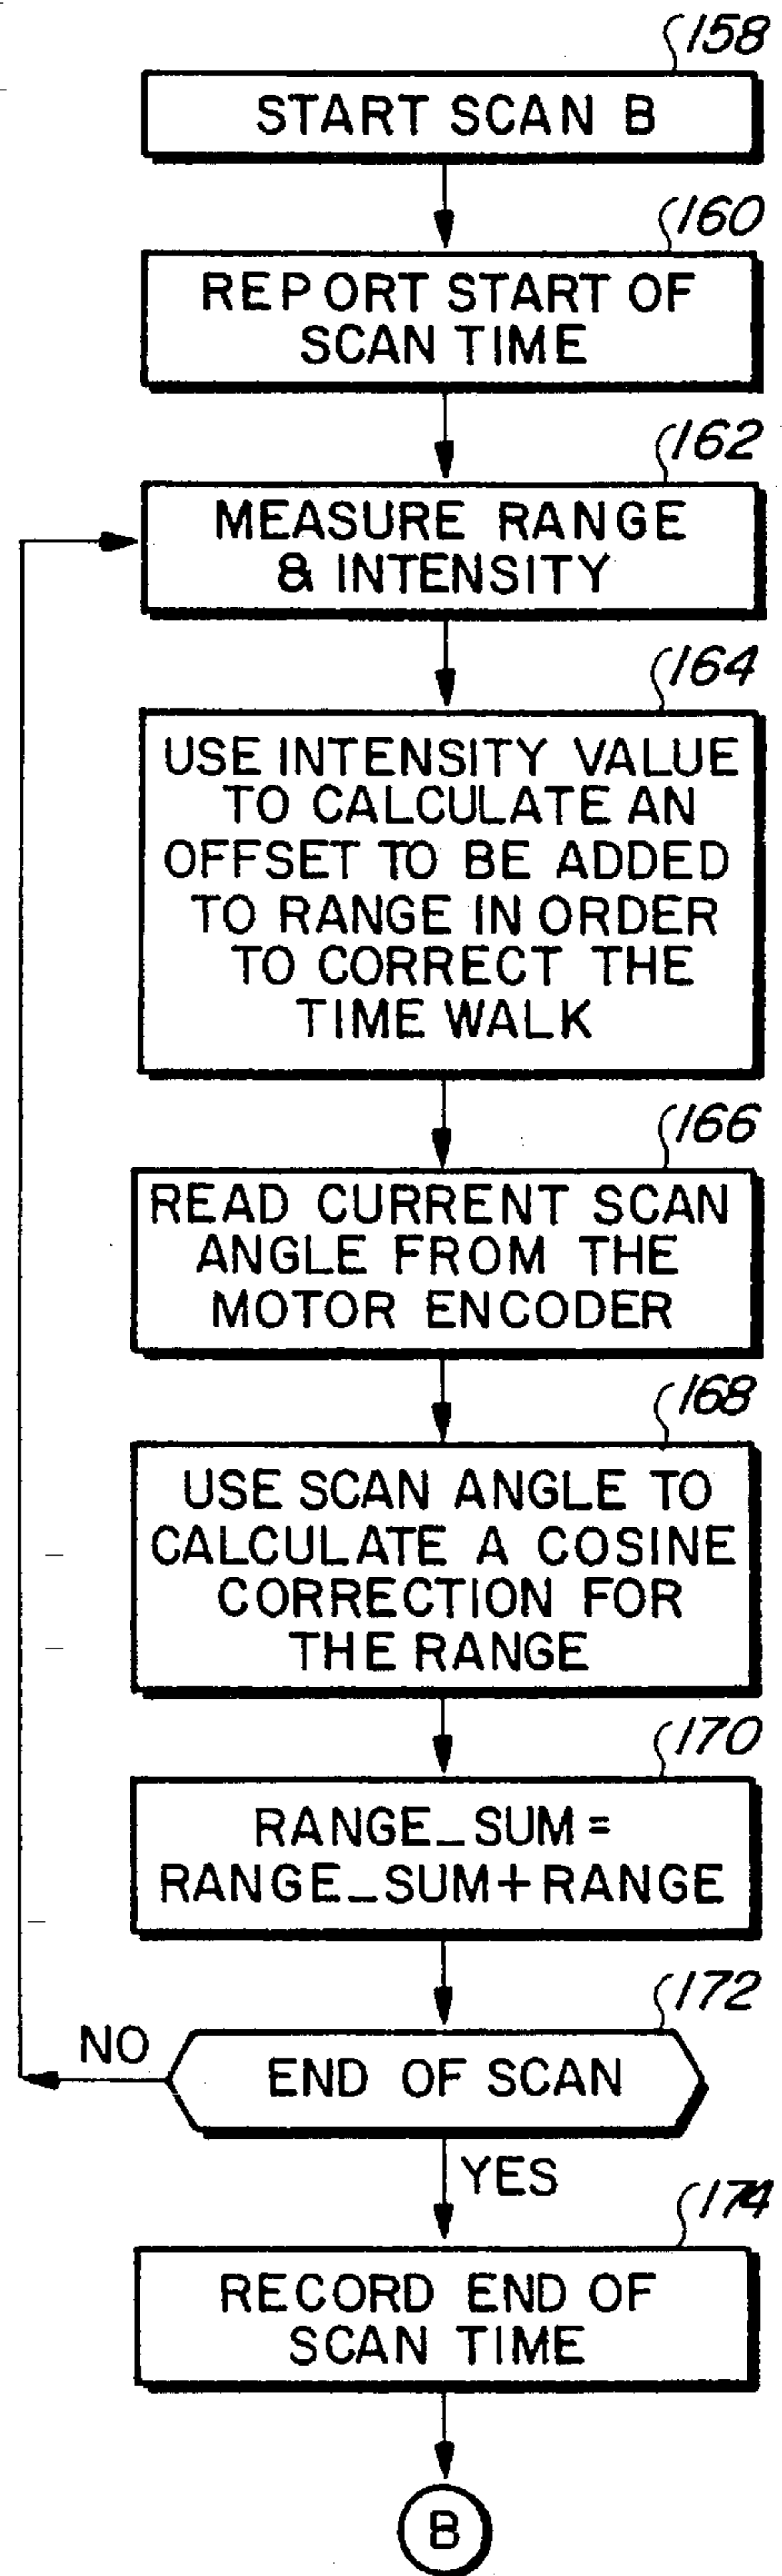 158
START SCAN B
160
REPORT START OF
SCAN TIME
162
MEASURE RANGE
& INTENSITY
164
USE INTENSITY VALUE
TO CALCULATE AN
OFFSET TO BE ADDED
TO RANGE IN ORDER
TO CORRECT THE
TIME WALK
166
READ CURRENT SCAN
ANGLE FROM THE
MOTOR ENCODER
168
USE SCAN ANGLE TO
CALCULATE A COSINE
CORRECTION FOR
THE RANGE
170
RANGE_SUM=
RANGE_SUM+RANGE
172
NO
END OF SCAN
YES
174
RECORD END OF
SCAN TIME
B